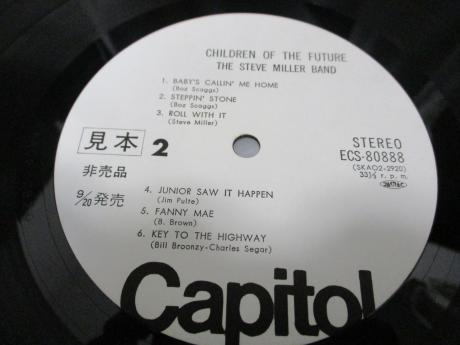 CHILDREN OF THE FUTURE
THE STEVE MILLER BAND
1. BABY'S CALLIN' ME HOME
(Boz Scaggs)
2. STEPPIN' STONE
(Boz Scaggs)
3. ROLL WITH IT
(Steve Miller)
見本
2
非売品
9/20発売
STEREO
ECS-80888
(SKAO2-2920)
33⅓ r. p. m.
4. JUNIOR SAW IT HAPPEN
(Jim Pulte)
5. FANNY MAE
(B. Brown)
6. KEY TO THE HIGHWAY
(Bill Broonzy-Charles Segar)
Capitol